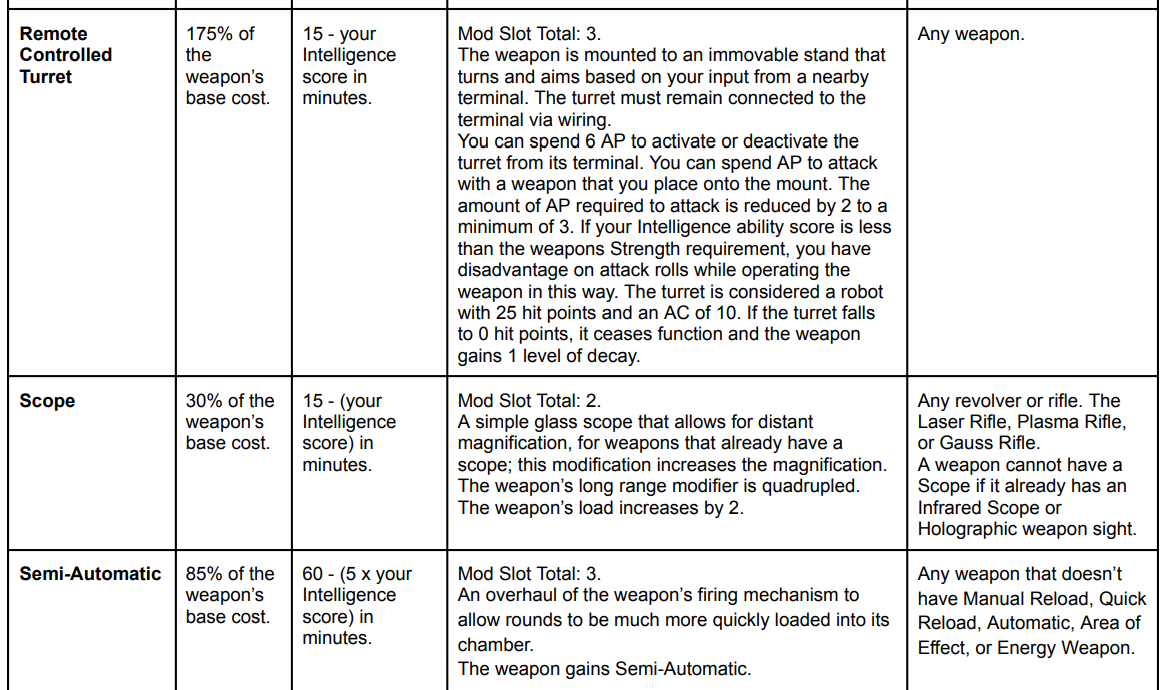 Remote
Controlled
Turret
175% of
the
weapon’s
base cost.
15 - your
Intelligence
score in
minutes.
Mod Slot Total: 3.
The weapon is mounted to an immovable stand that
turns and aims based on your input from a nearby
terminal. The turret must remain connected to the
terminal via wiring.
You can spend 6 AP to activate or deactivate the
turret from its terminal. You can spend AP to attack
with a weapon that you place onto the mount. The
amount of AP required to attack is reduced by 2 to a
minimum of 3. If your Intelligence ability score is less
than the weapons Strength requirement, you have
disadvantage on attack rolls while operating the
weapon in this way. The turret is considered a robot
with 25 hit points and an AC of 10. If the turret falls
to 0 hit points, it ceases function and the weapon
gains 1 level of decay.
Any weapon.
Scope
30% of the
weapon’s
base cost.
15 - (your
Intelligence
score) in
minutes.
Mod Slot Total: 2.
A simple glass scope that allows for distant
magnification, for weapons that already have a
scope; this modification increases the magnification.
The weapon’s long range modifier is quadrupled.
The weapon’s load increases by 2.
Any revolver or rifle. The
Laser Rifle, Plasma Rifle,
or Gauss Rifle.
A weapon cannot have a
Scope if it already has an
Infrared Scope or
Holographic weapon sight.
Semi-Automatic
85% of the
weapon’s
base cost.
60 - (5 x your
Intelligence
score) in
minutes.
Mod Slot Total: 3.
An overhaul of the weapon’s firing mechanism to
allow rounds to be much more quickly loaded into its
chamber.
The weapon gains Semi-Automatic.
Any weapon that doesn’t
have Manual Reload, Quick
Reload, Automatic, Area of
Effect, or Energy Weapon.